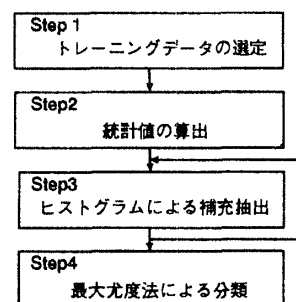 Step 1
トレーニングデータの選定
Step2
統計値の算出
Step3
ヒストグラムによる補充抽出
Step4
最大尤度法による分類